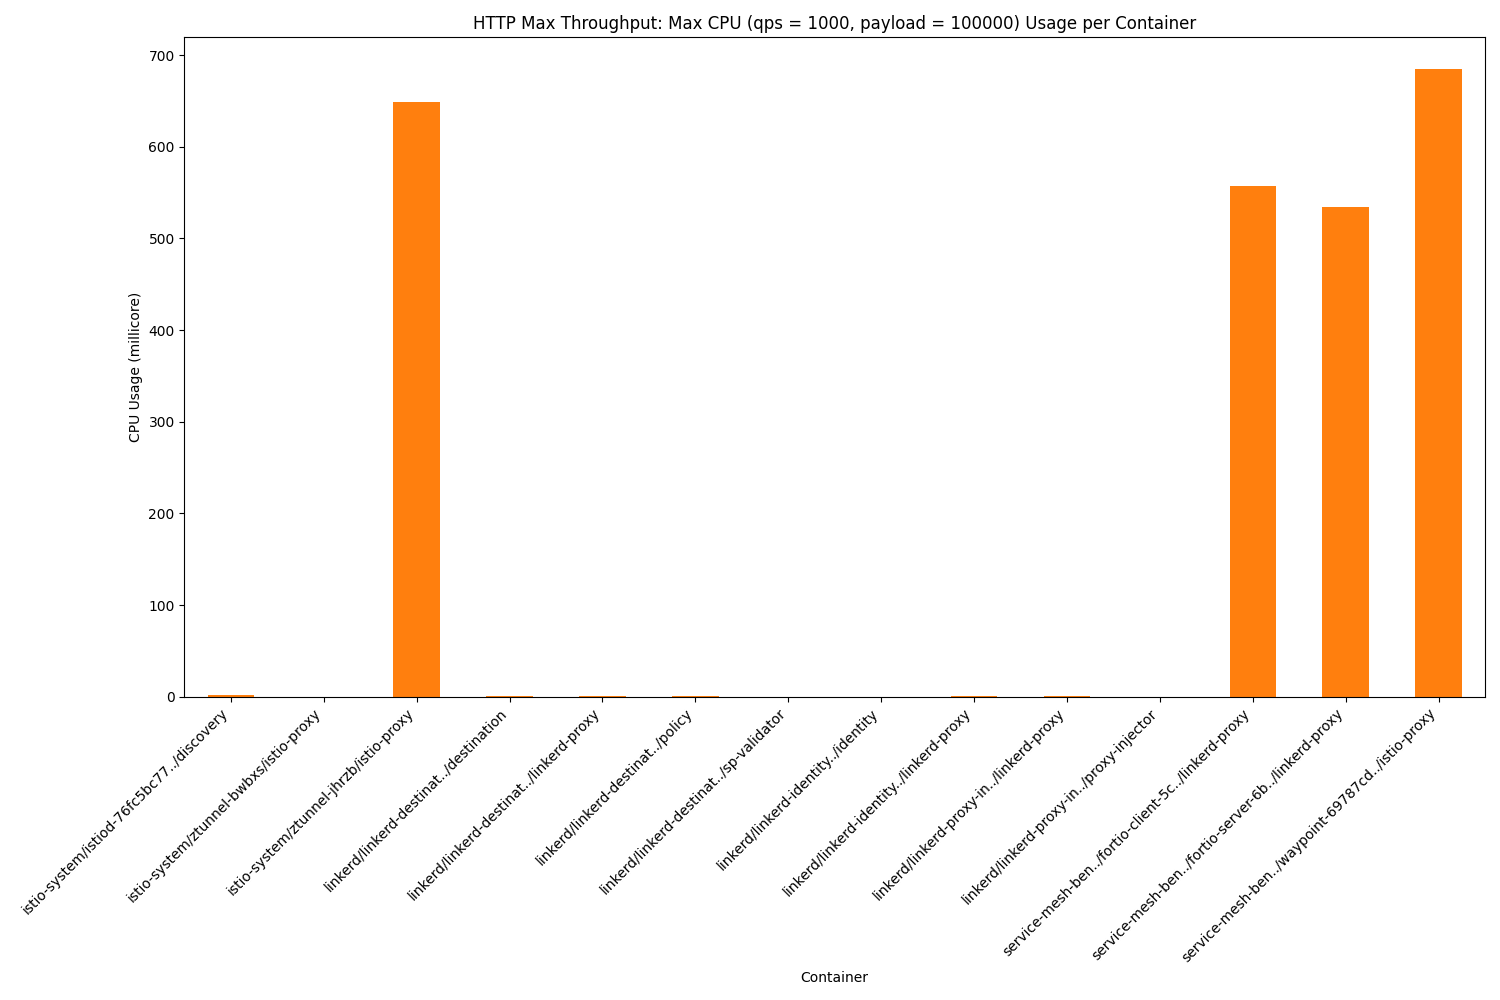 HTTP Max Throughput: Max CPU (qps = 1000, payload = 100000) Usage per Container
CPU Usage (millicore)
700
600
500
400
300
200
100
0
istio-system/istiod-76fc5bc77../discovery
istio-system/ztunnel-bwbxs/istio-proxy
istio-system/ztunnel-jhrzb/istio-proxy
linkerd/linkerd-destinat../destination
linkerd/linkerd-destinat../linkerd-proxy
linkerd/linkerd-destinat../policy
linkerd/linkerd-destinat../sp-validator
linkerd/linkerd-identity../identity
linkerd/linkerd-identity../linkerd-proxy
linkerd/linkerd-proxy-in../linkerd-proxy
linkerd/linkerd-proxy-in../proxy-injector
service-mesh-ben../fortio-client-5c../linkerd-proxy
service-mesh-ben../fortio-server-6b../linkerd-proxy
service-mesh-ben../waypoint-69787cd../istio-proxy
Container